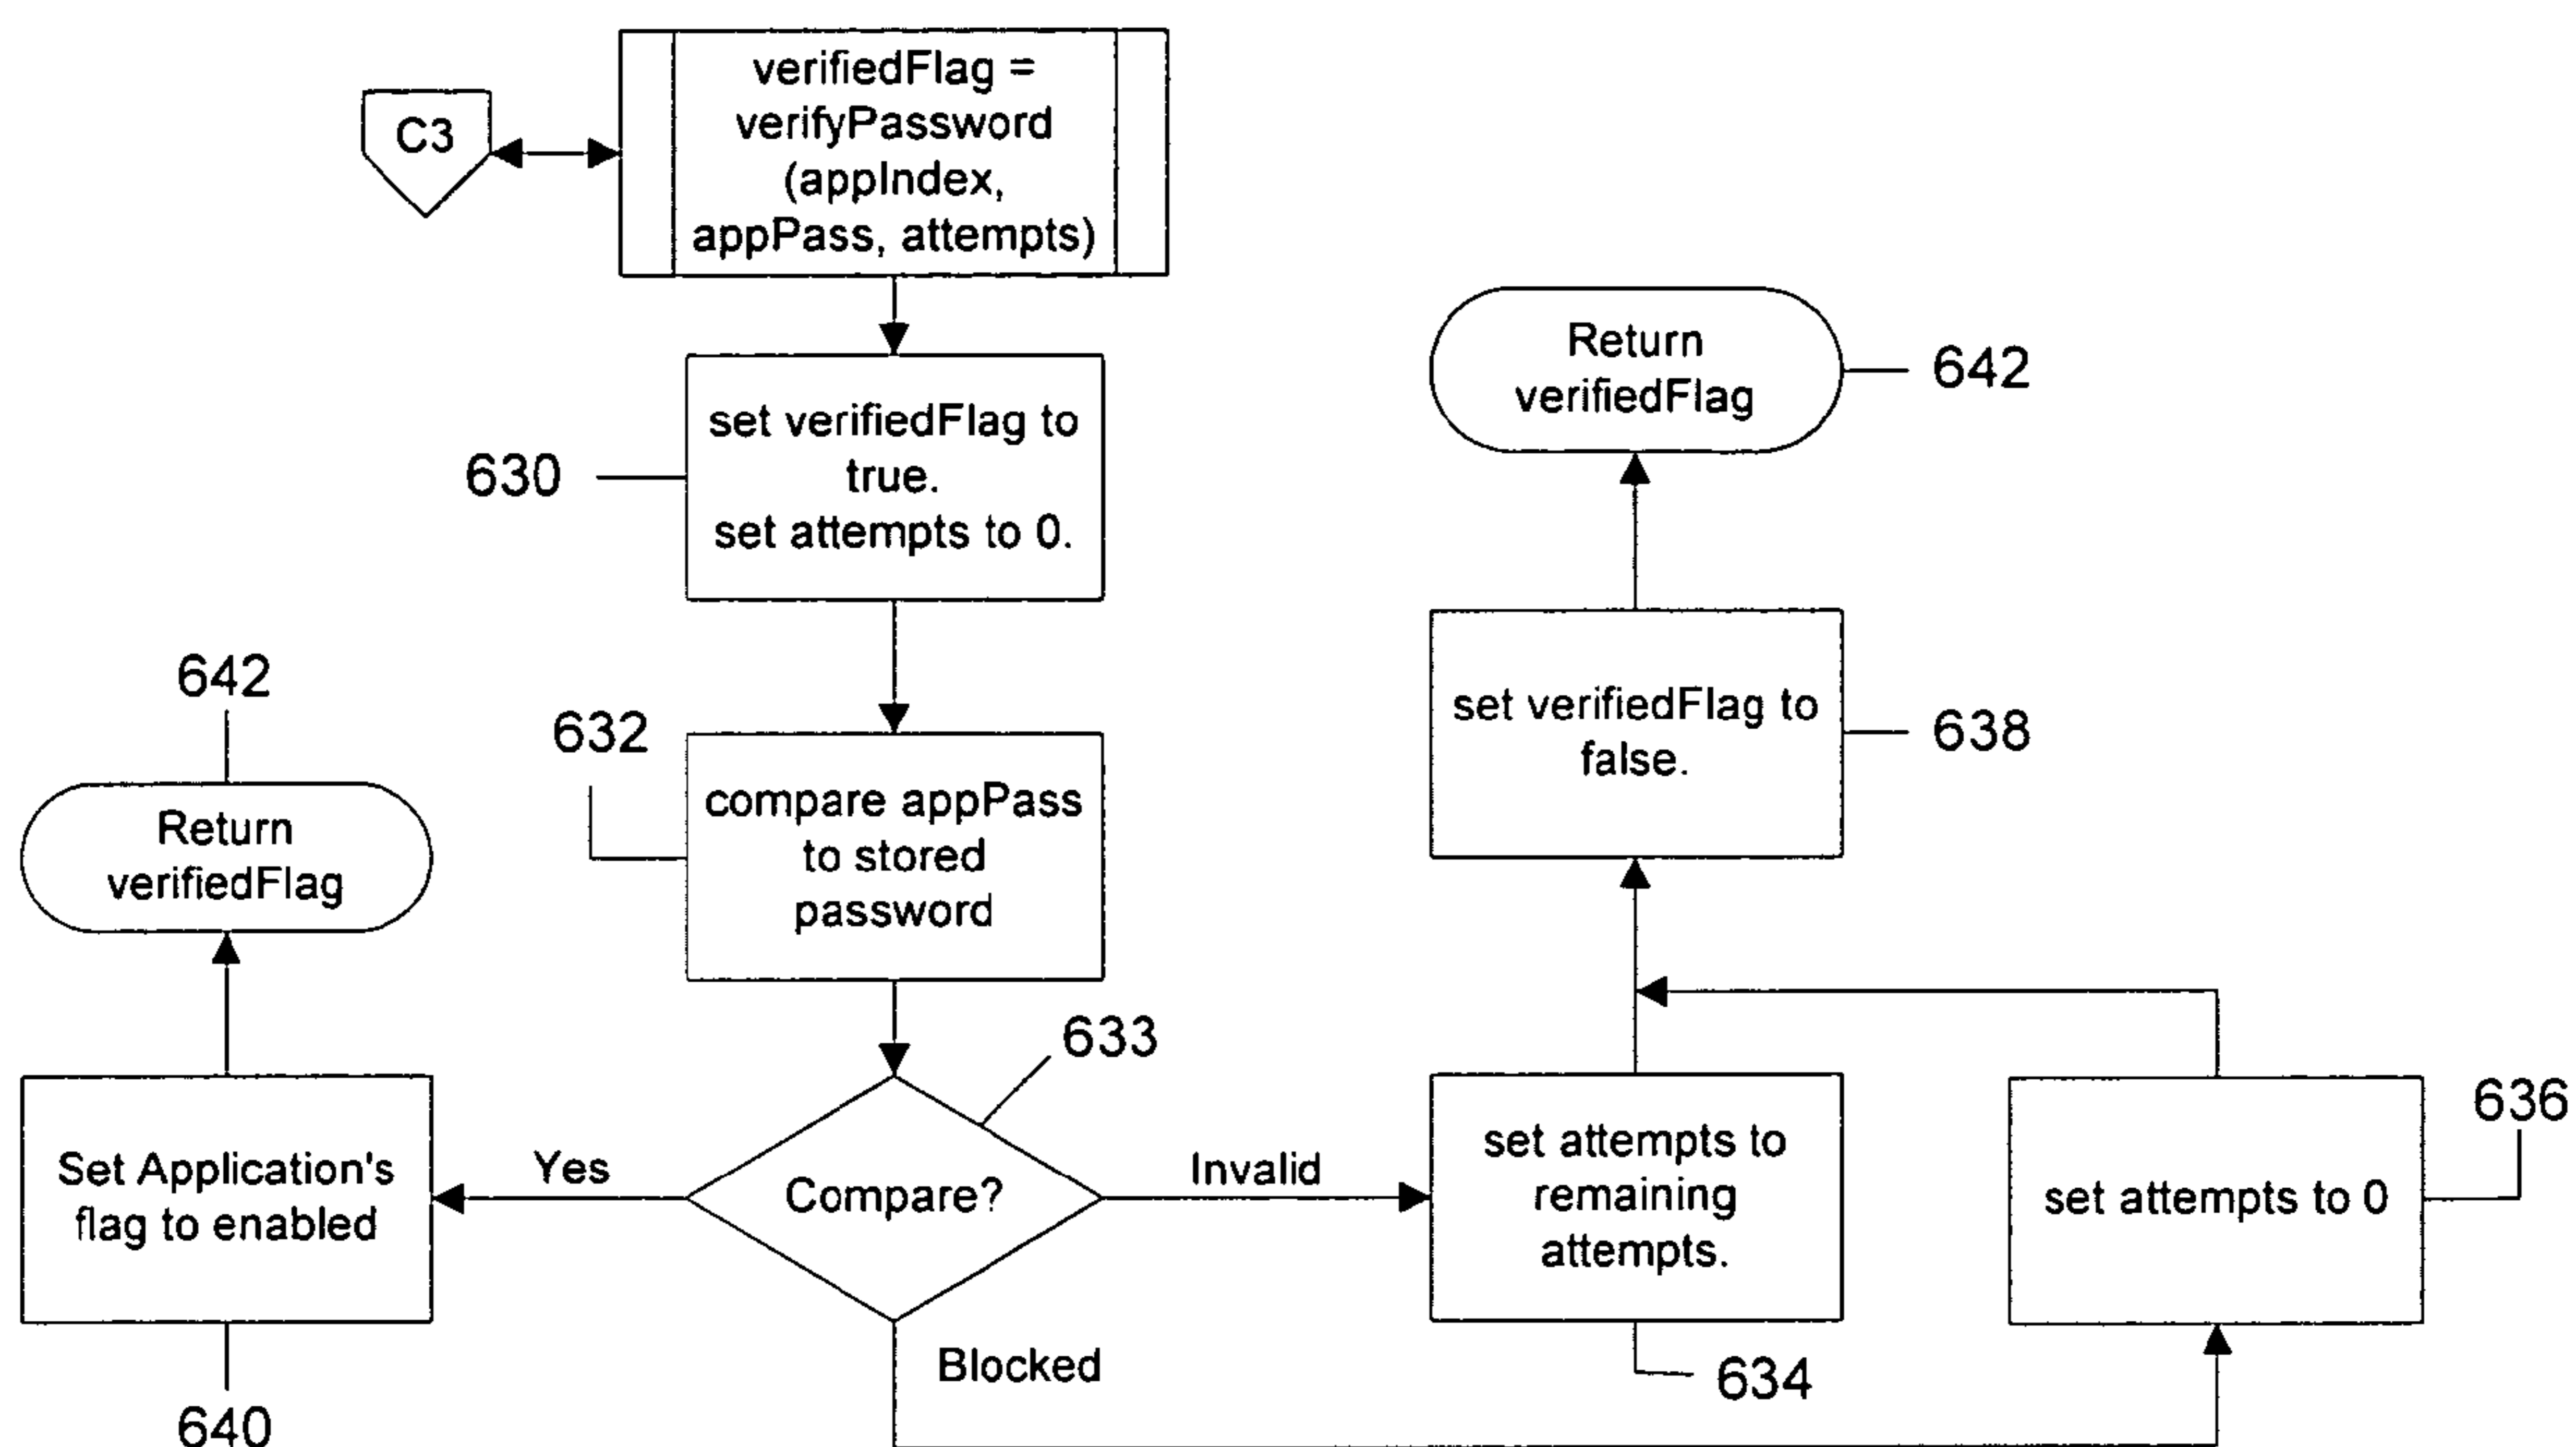 C3
verifiedFlag =
verifyPassword
(appIndex,
appPass, attempts)
630
set verifiedFlag to
true.
set attempts to 0.
632
compare appPass
to stored
password
633
Compare?
Yes
Invalid
Blocked
642
Return
verifiedFlag
Set Application's
flag to enabled
640
Return
verifiedFlag
642
set verifiedFlag to
false.
638
set attempts to
remaining
attempts.
634
set attempts to 0
636